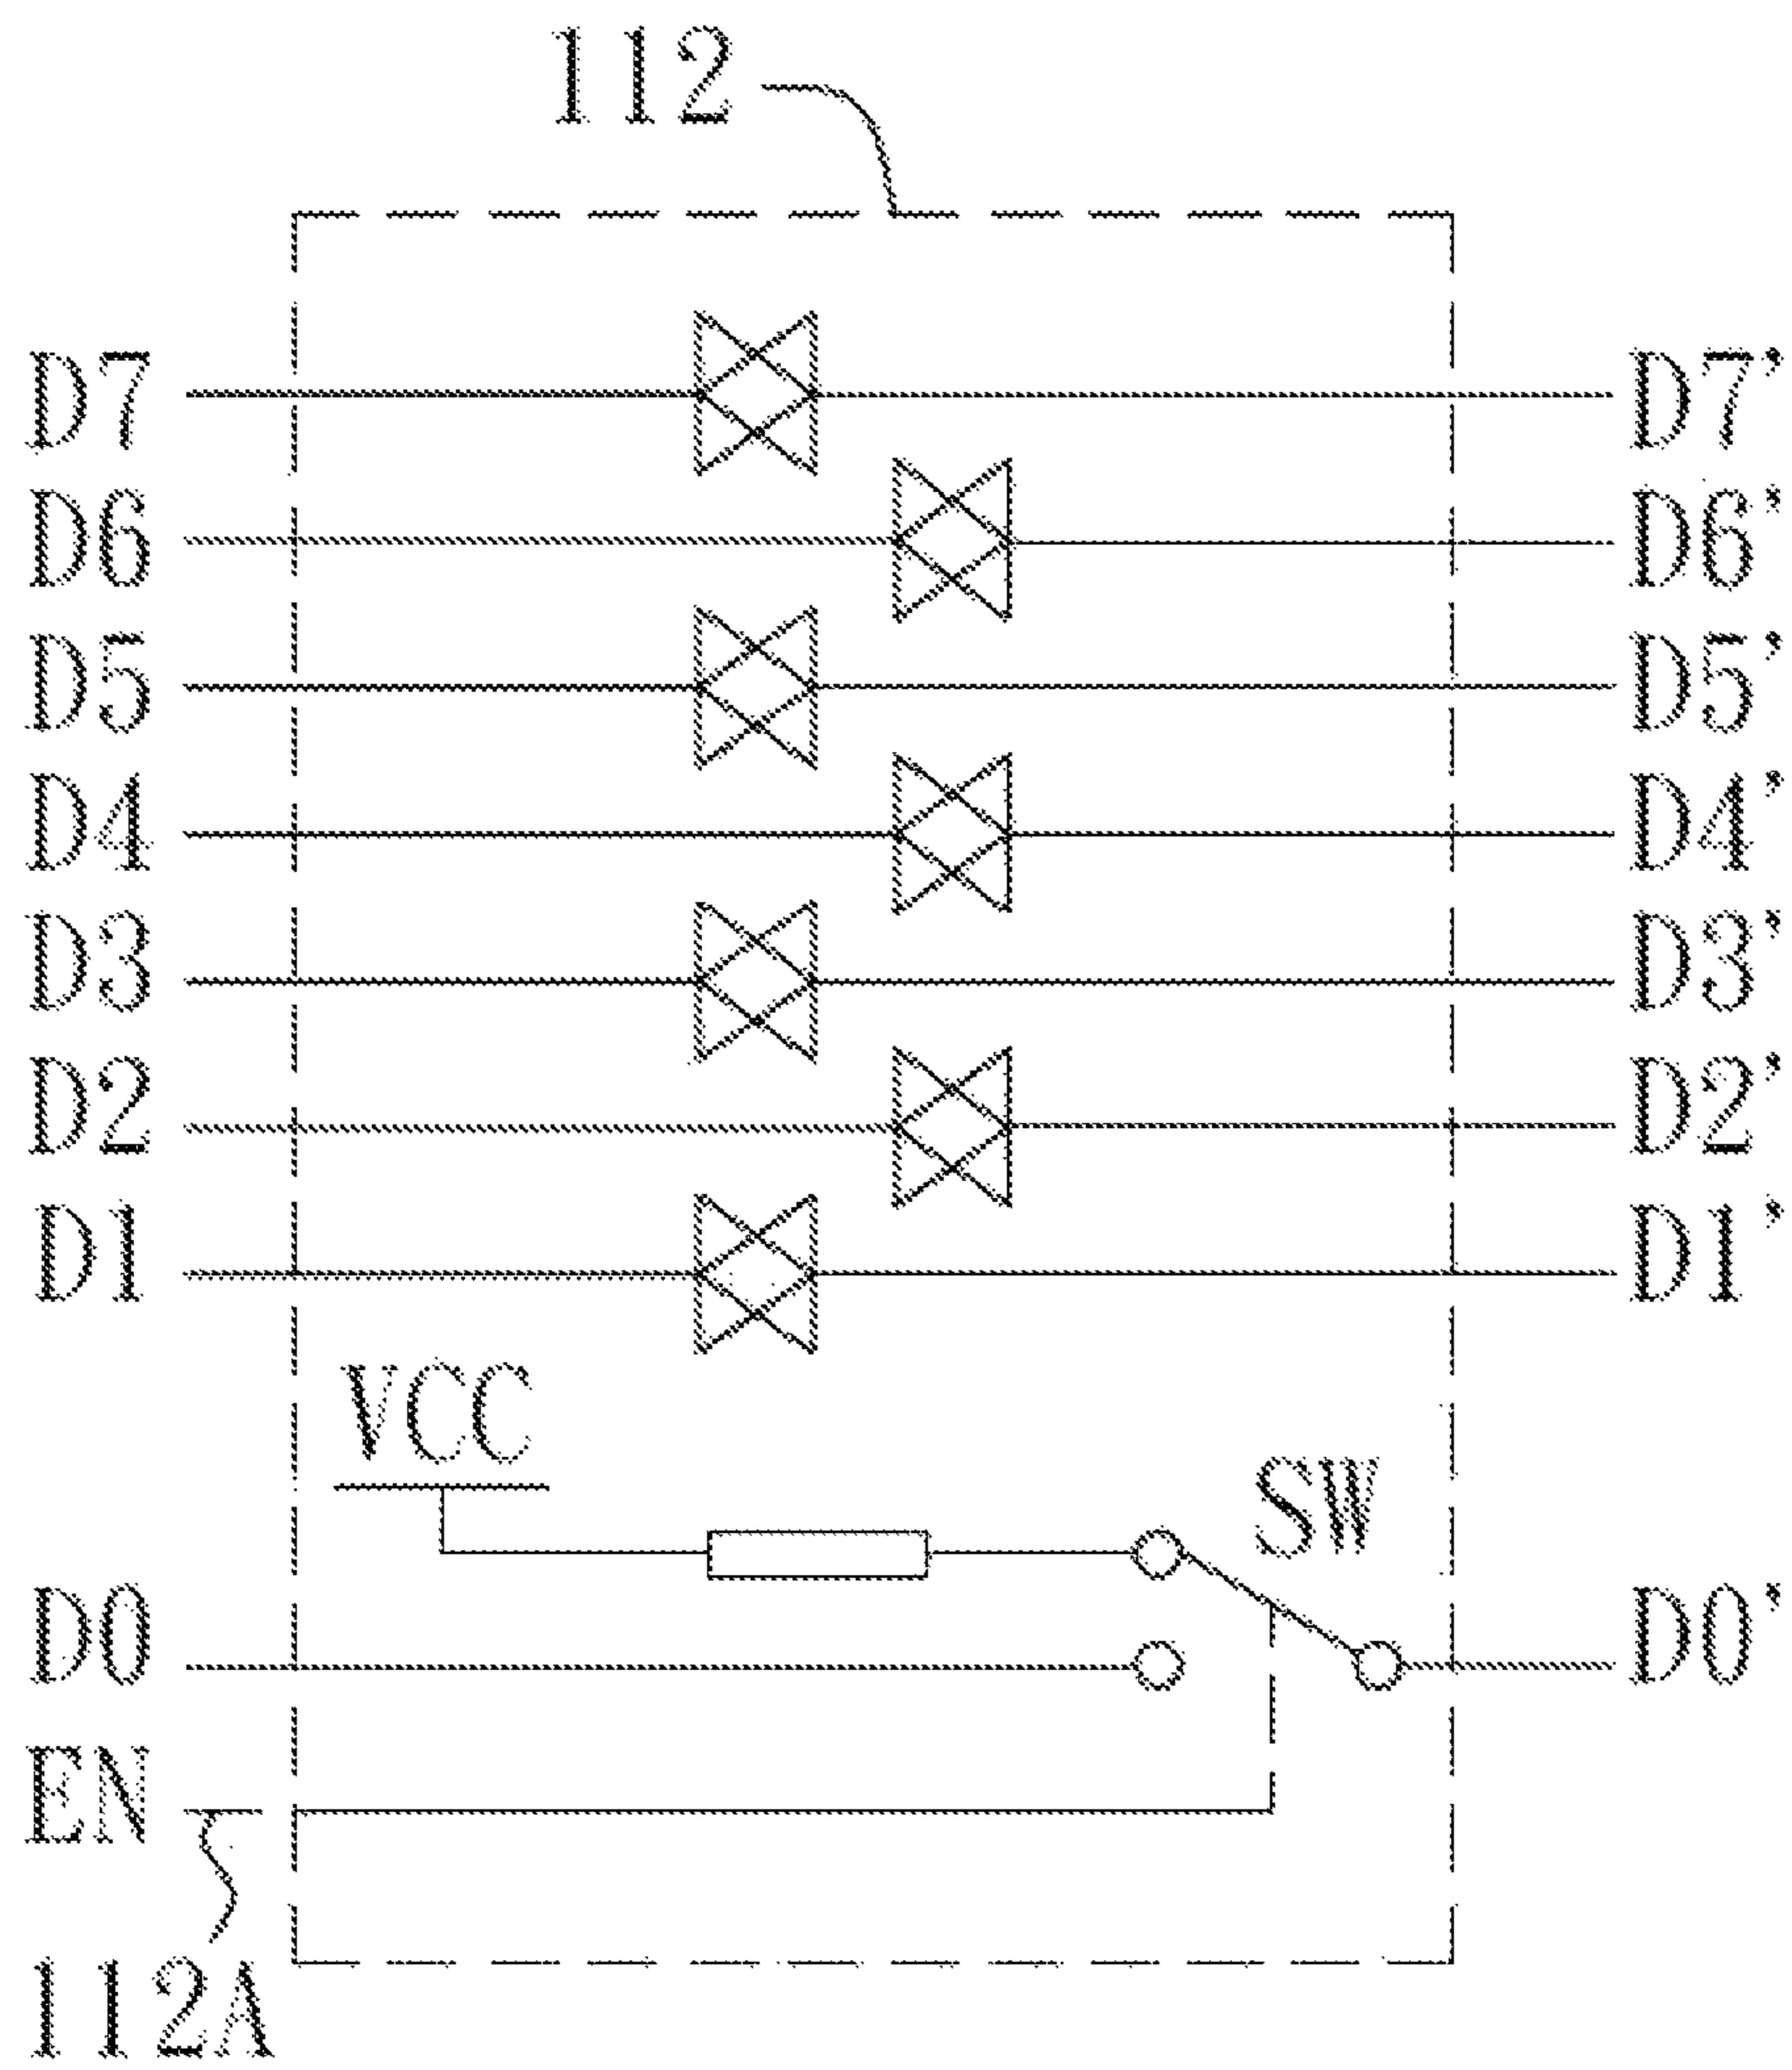 112
D7 D7'
D6 D6'
D5 D5'
D4 D4'
D3 D3'
D2 D2'
D1 D1'
VCC
SW
D0 D0'
EN
112A